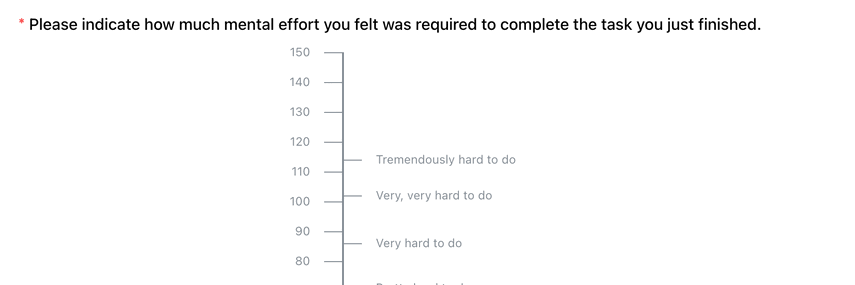 * Please indicate how much mental effort you felt was required to complete the task you just finished.
150
140
130
120
Tremendously hard to do
110
Very, very hard to do
100
90
Very hard to do
80